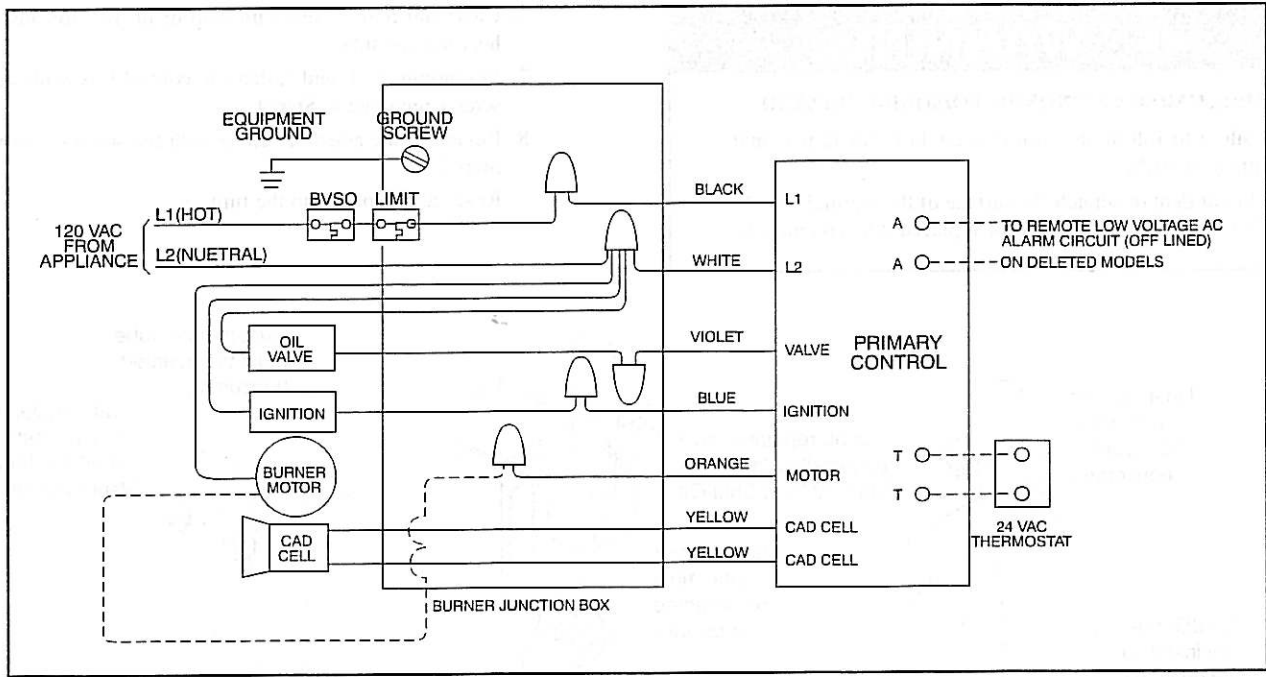 EQUIPMENT
GROUND
GROUND
SCREW
BVSO
LIMIT
L1(HOT)
120 VAC
FROM
APPLIANCE
L2(NUETRAL)
BLACK
L1
WHITE
L2
A
TO REMOTE LOW VOLTAGE AC
ALARM CIRCUIT (OFF LINED)
A
ON DELETED MODELS
OIL
VALVE
VIOLET
VALVE
PRIMARY
CONTROL
IGNITION
BLUE
IGNITION
BURNER
MOTOR
ORANGE
MOTOR
T
T
24 VAC
THERMOSTAT
CAD
CELL
YELLOW
CAD CELL
YELLOW
CAD CELL
BURNER JUNCTION BOX